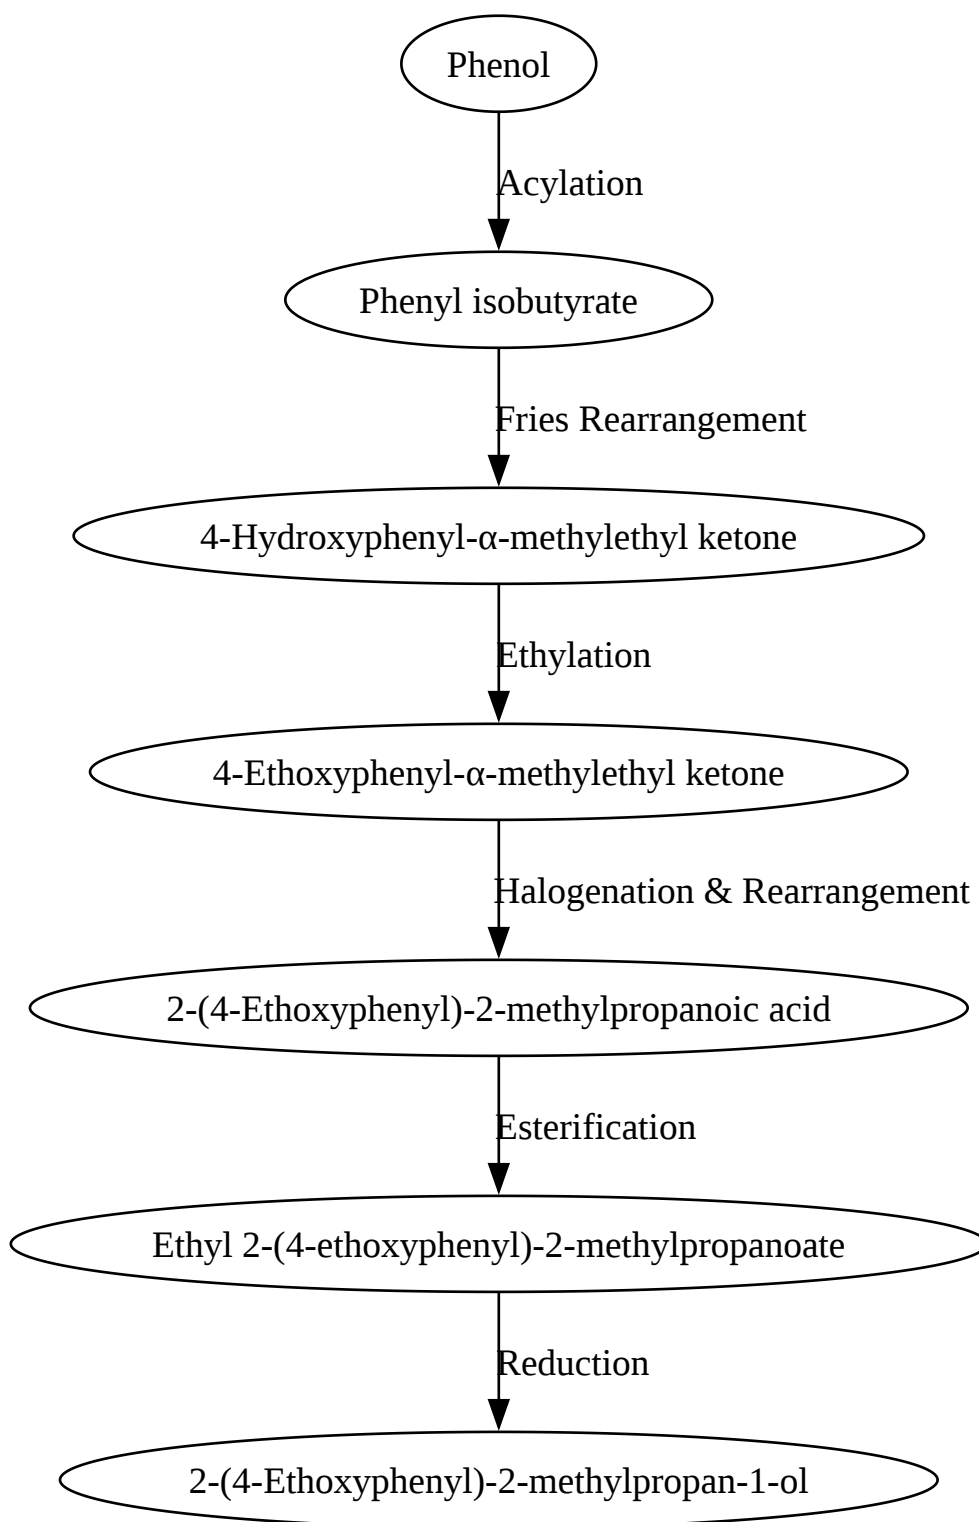 Phenol
Acylation
Phenyl isobutyrate
Fries Rearrangement
4-Hydroxyphenyl-α-methylethyl ketone
Ethylation
4-Ethoxyphenyl-α-methylethyl ketone
Halogenation & Rearrangement
2-(4-Ethoxyphenyl)-2-methylpropanoic acid
Esterification
Ethyl 2-(4-ethoxyphenyl)-2-methylpropanoate
Reduction
2-(4-Ethoxyphenyl)-2-methylpropan-1-ol